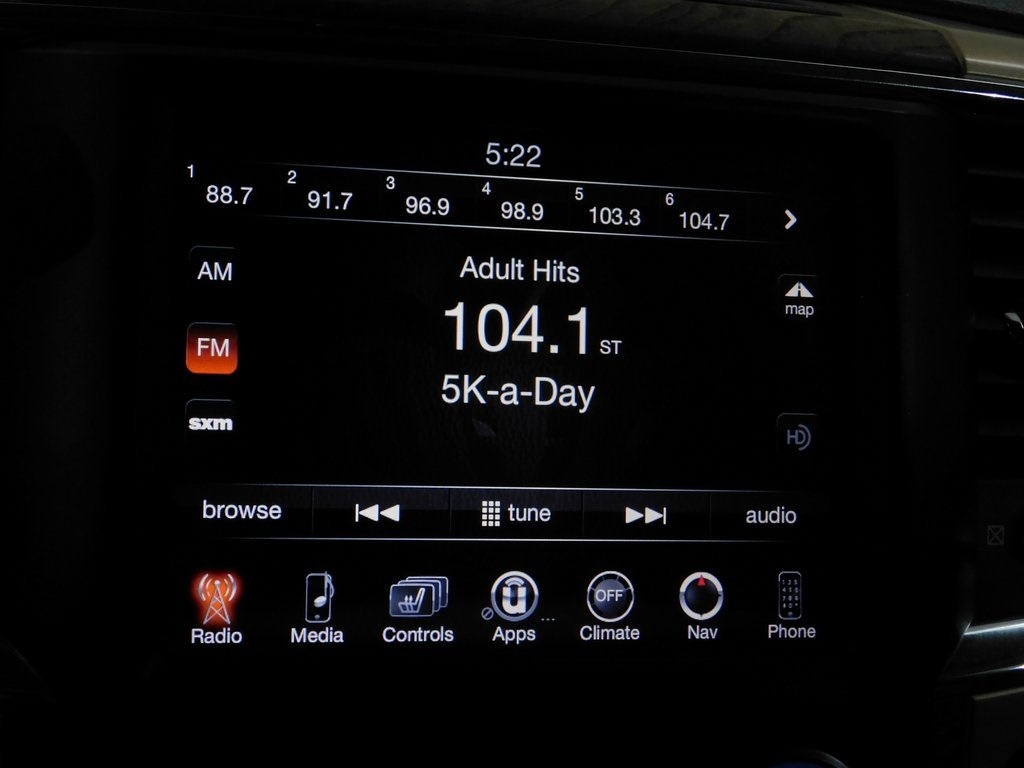 5:22
1 88.7 2 91.7 3 96.9 4 98.9 5 103.3 6 104.7
AM
Adult Hits
map
104.1 ST
FM
5K-a-Day
sxm
HD
browse tune audio
OFF
Radio Media Controls Apps ... Climate Nav Phone